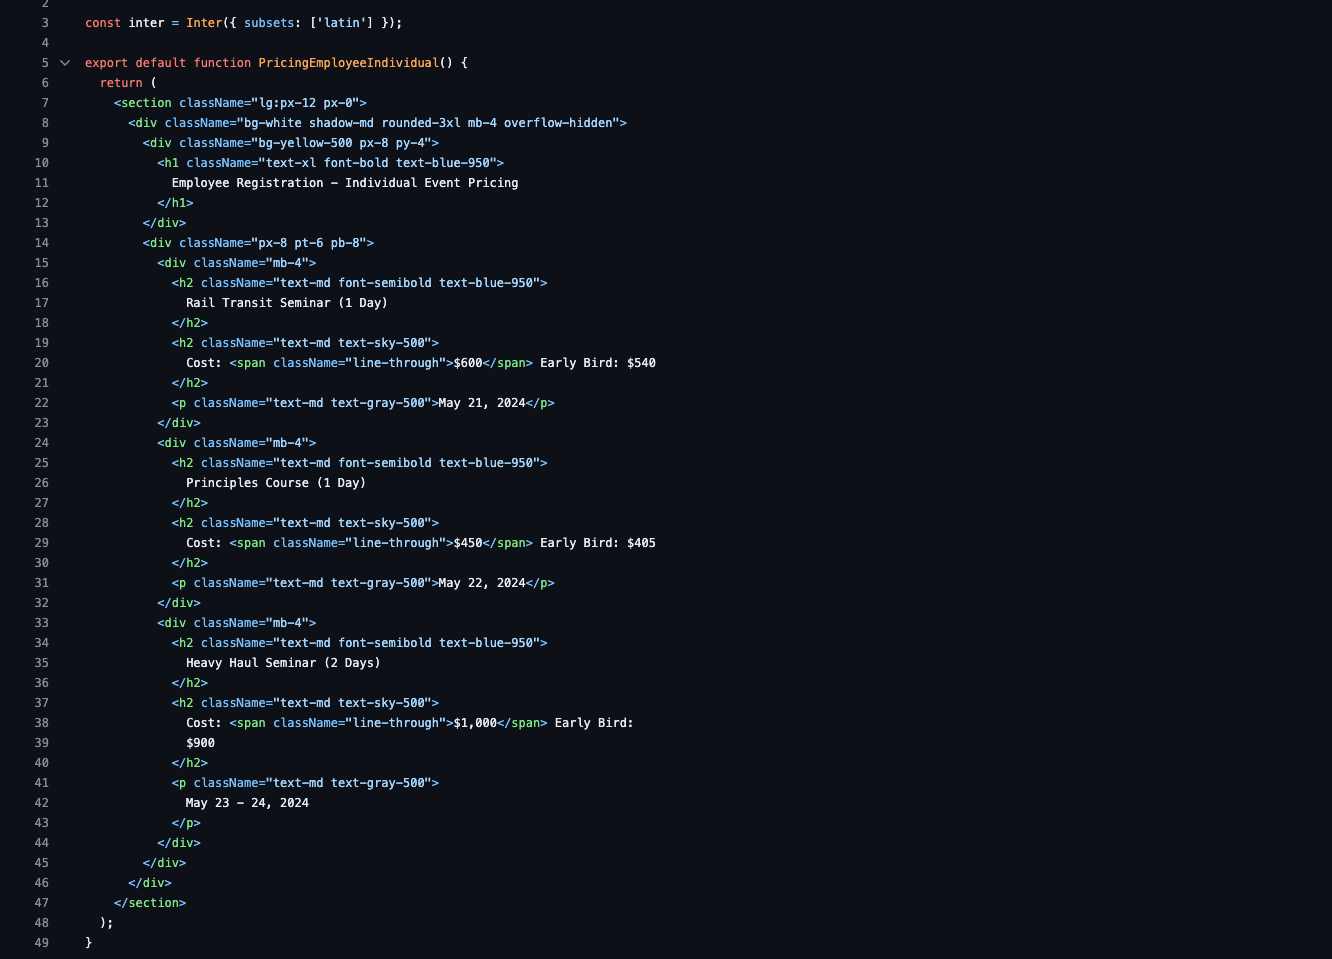 2
3 const inter = Inter({ subsets: ['latin'] });
4
5 export default function PricingEmployeeIndividual() {
6 return (
7 <section className="lg:px-12 px-0">
8 <div className="bg-white shadow-md rounded-3xl mb-4 overflow-hidden">
9 <div className="bg-yellow-500 px-8 py-4">
10 <h1 className="text-xl font-bold text-blue-950">
11 Employee Registration - Individual Event Pricing
12 </h1>
13 </div>
14 <div className="px-8 pt-6 pb-8">
15 <div className="mb-4">
16 <h2 className="text-md font-semibold text-blue-950">
17 Rail Transit Seminar (1 Day)
18 </h2>
19 <h2 className="text-md text-sky-500">
20 Cost: <span className="line-through">$600</span> Early Bird: $540
21 </h2>
22 <p className="text-md text-gray-500">May 21, 2024</p>
23 </div>
24 <div className="mb-4">
25 <h2 className="text-md font-semibold text-blue-950">
26 Principles Course (1 Day)
27 </h2>
28 <h2 className="text-md text-sky-500">
29 Cost: <span className="line-through">$450</span> Early Bird: $405
30 </h2>
31 <p className="text-md text-gray-500">May 22, 2024</p>
32 </div>
33 <div className="mb-4">
34 <h2 className="text-md font-semibold text-blue-950">
35 Heavy Haul Seminar (2 Days)
36 </h2>
37 <h2 className="text-md text-sky-500">
38 Cost: <span className="line-through">$1,000</span> Early Bird:
39 $900
40 </h2>
41 <p className="text-md text-gray-500">
42 May 23 - 24, 2024
43 </p>
44 </div>
45 </div>
46 </div>
47 </section>
48 );
49 }